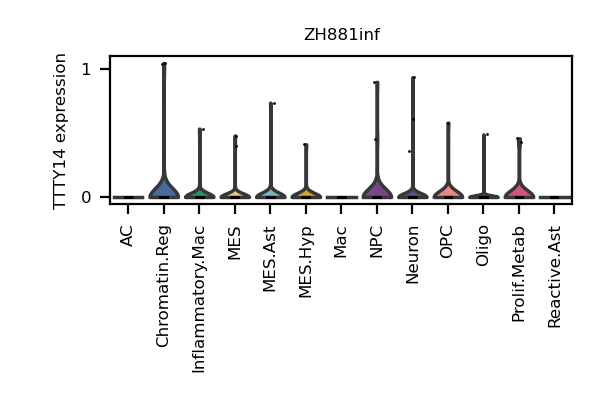 ZH881inf
TTTY14 expression
1
0
AC
Chromatin.Reg
Inflammatory.Mac
MES
MES.Ast
MES.Hyp
Mac
NPC
Neuron
OPC
Oligo
Prolif.Metab
Reactive.Ast